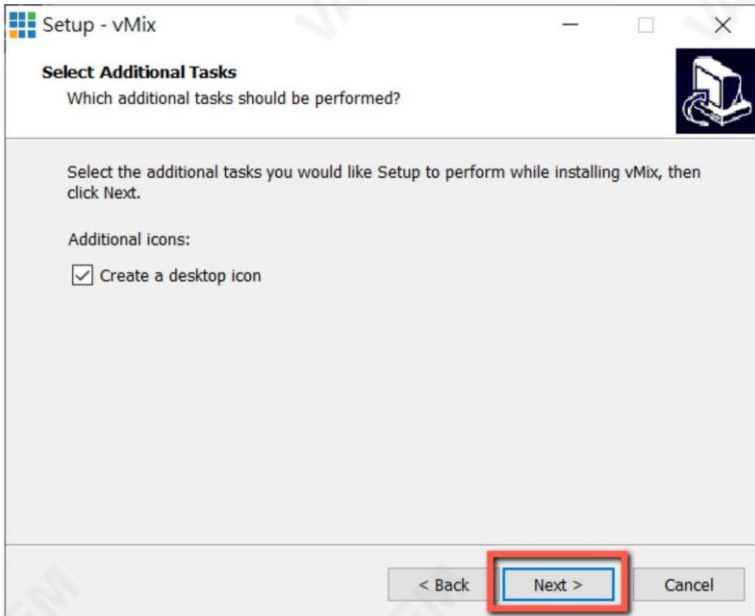 Setup - vMix
Select Additional Tasks
Which additional tasks should be performed?
Select the additional tasks you would like Setup to perform while installing vMix, then
click Next.
Additional icons:
Create a desktop icon
< Back
Next >
Cancel